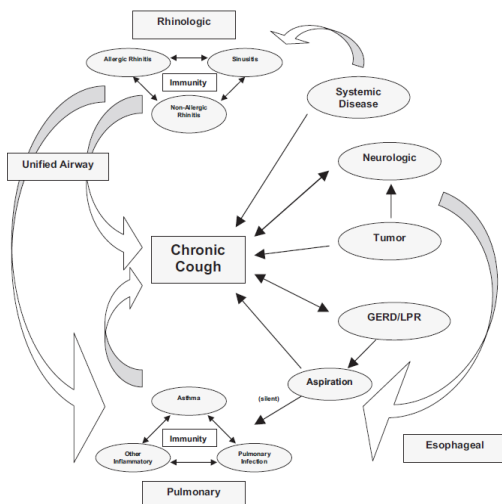 Rhinologic
Allergic Rhinitis
Sinusitis
Immunity
Non-Allergic
Rhinitis
Systemic
Disease
Unified Airway
Neurologic
Chronic
Cough
Tumor
GERD/LPR
Aspiration
(silent)
Asthma
Immunity
Other
Inflammatory
Pulmonary
Infection
Esophageal
Pulmonary